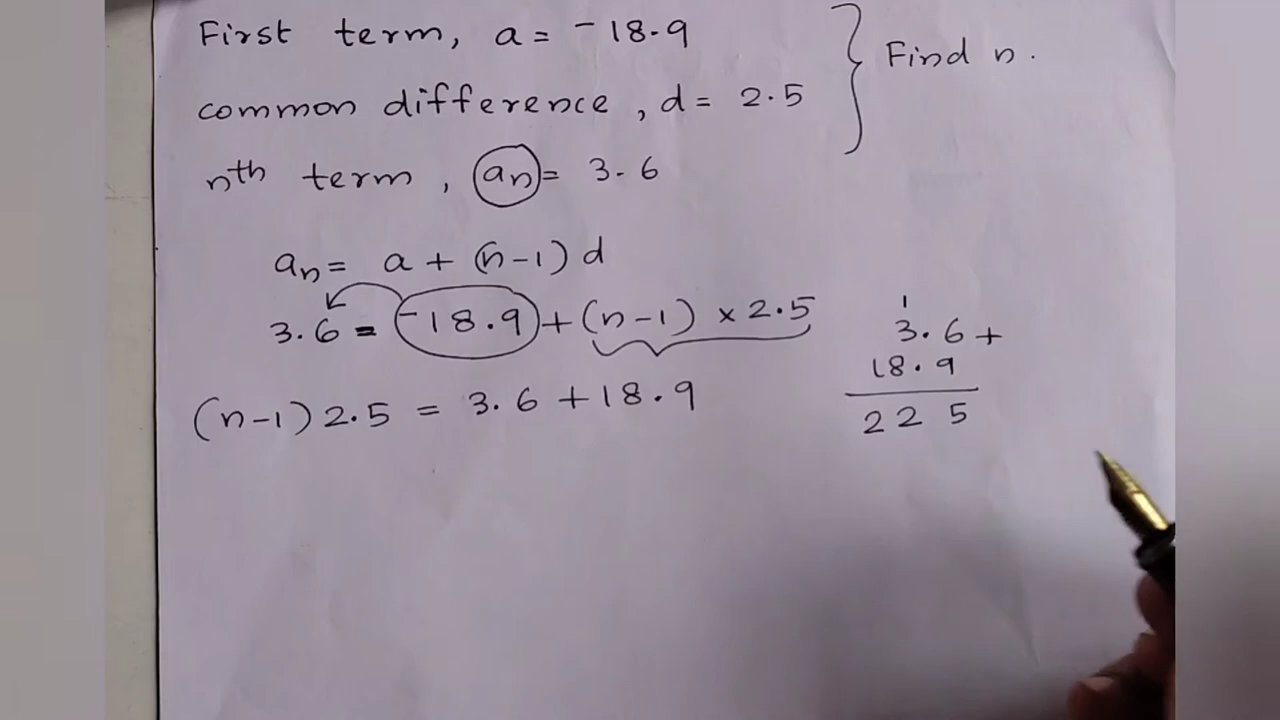 First term, a = -18.9
common difference, d = 2.5
Find n.
nth term, an = 3.6
an = a + (n-1) d
3.6 = -18.9 + (n-1) × 2.5
(n-1) 2.5 = 3.6 + 18.9
1
3.6 +
18.9
22 5